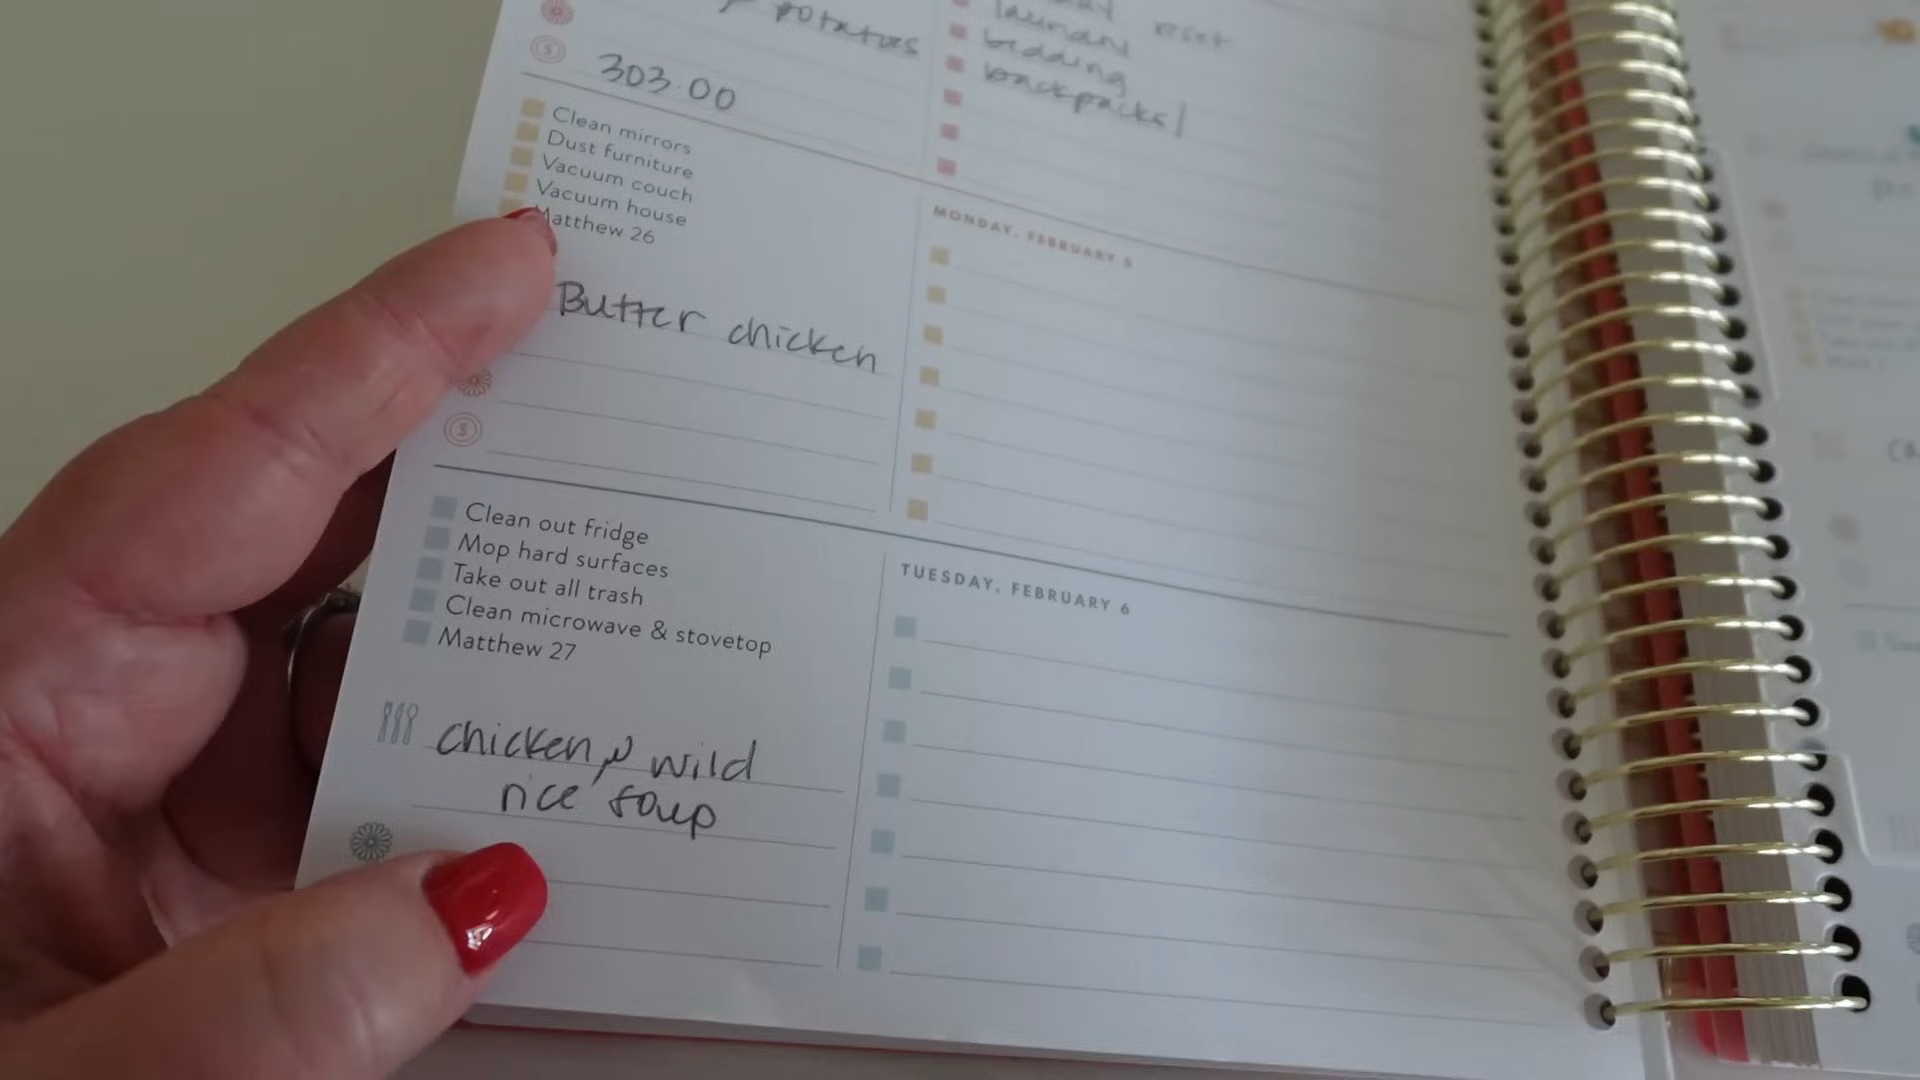 potatoes
303.00
reset
laundry
bedding
backpacks!
Clean mirrors
Dust furniture
Vacuum couch
Vacuum house
Matthew 26
Butter chicken
MONDAY, FEBRUARY 5
Clean out fridge
Mop hard surfaces
Take out all trash
Clean microwave & stovetop
Matthew 27
chicken, wild
rice soup
TUESDAY, FEBRUARY 6